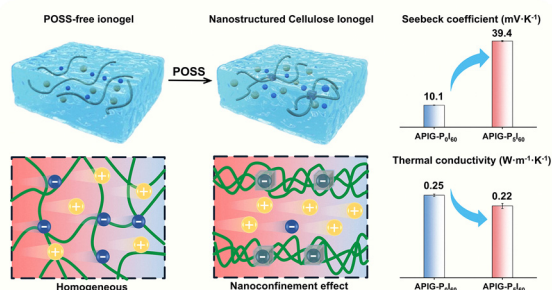 POSS-free ionogel
Nanostructured Cellulose Ionogel
POSS
Homogeneous
Nanoconfinement effect
Seebeck coefficient (mV·K⁻¹)
39.4
10.1
APIG-P₀I₆₀
APIG-P₅I₆₀
Thermal conductivity (W·m⁻¹·K⁻¹)
0.25
0.22
APIG-P₀I₆₀
APIG-P₅I₆₀